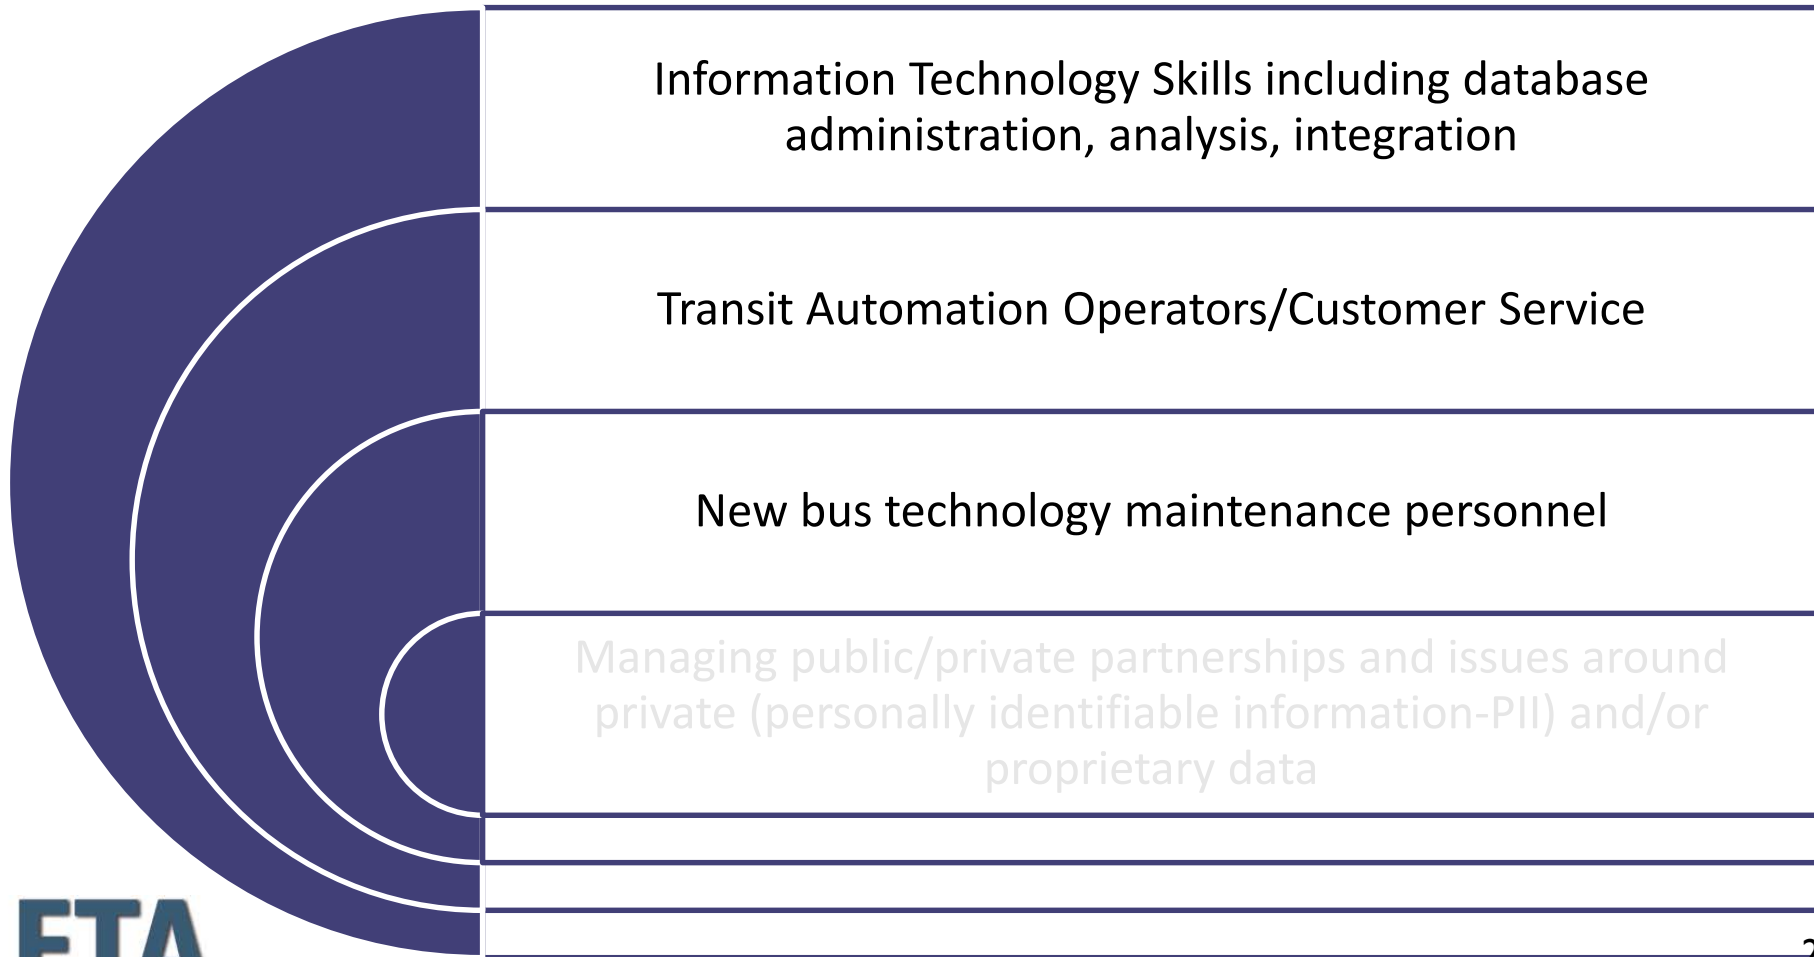 Information Technology Skills including database
administration, analysis, integration
Transit Automation Operators/Customer Service
New bus technology maintenance personnel
Managing public/private partnerships and issues around
private (personally identifiable information-PII) and/or
proprietary data
FTA